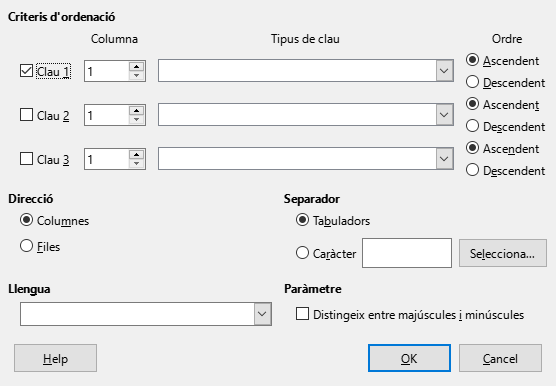 Criteris d'ordenació
Columna Tipus de clau Ordre
Clau 1 1 Ascendent
Descendent
Clau 2 1 Ascendent
Descendent
Clau 3 1 Ascendent
Descendent
Direcció Separador
Columnes Tabuladors
Files Caràcter Selecciona...
Llengua Paràmetre
Distingeix entre majúscules i minúscules
Help OK Cancel